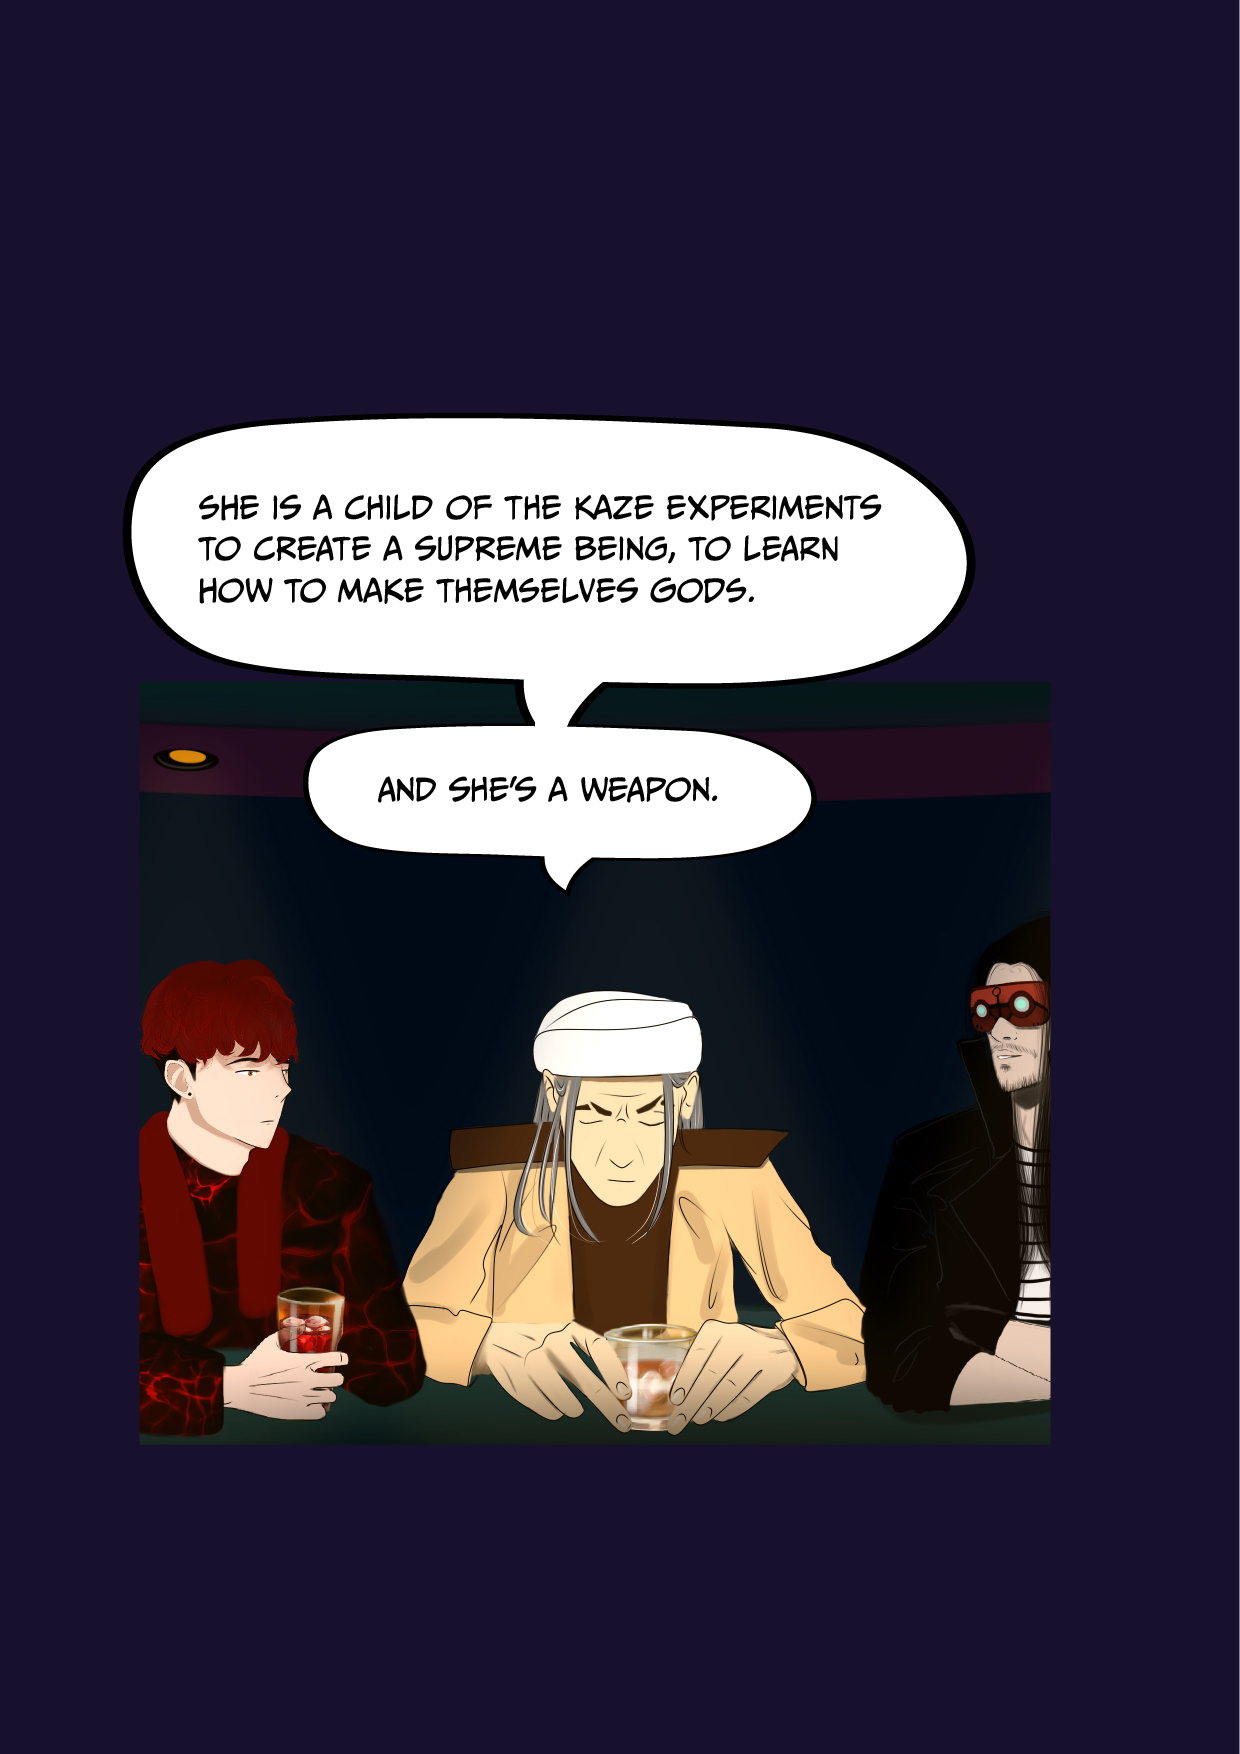 SHE IS A CHILD OF THE KAZE EXPERIMENTS
TO CREATE A SUPREME BEING, TO LEARN
HOW TO MAKE THEMSELVES GODS.
AND SHE'S A WEAPON.